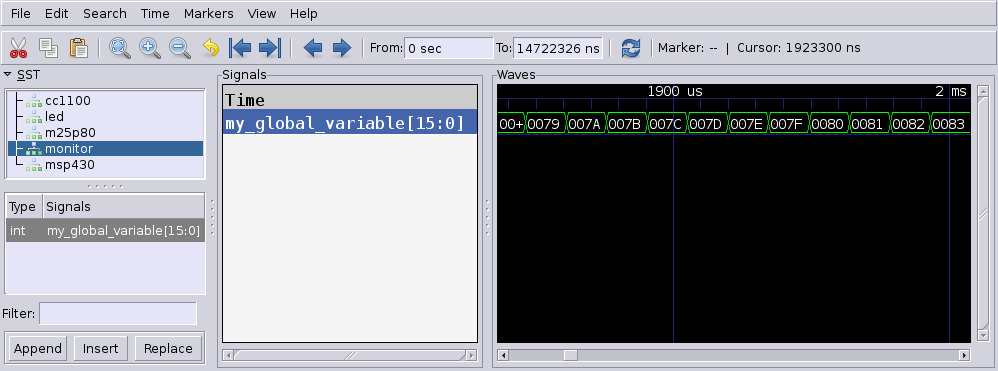 File Edit Search Time Markers View Help
From: 0 sec To: 14722326 ns Marker: -- | Cursor: 1923300 ns
SST
cc1100
led
m25p80
monitor
msp430
Type Signals
int my_global_variable[15:0]
Filter:
Append Insert Replace
Signals
Time
my_global_variable[15:0]
Waves
1900 us 2 ms
00+ 0079 007A 007B 007C 007D 007E 007F 0080 0081 0082 0083